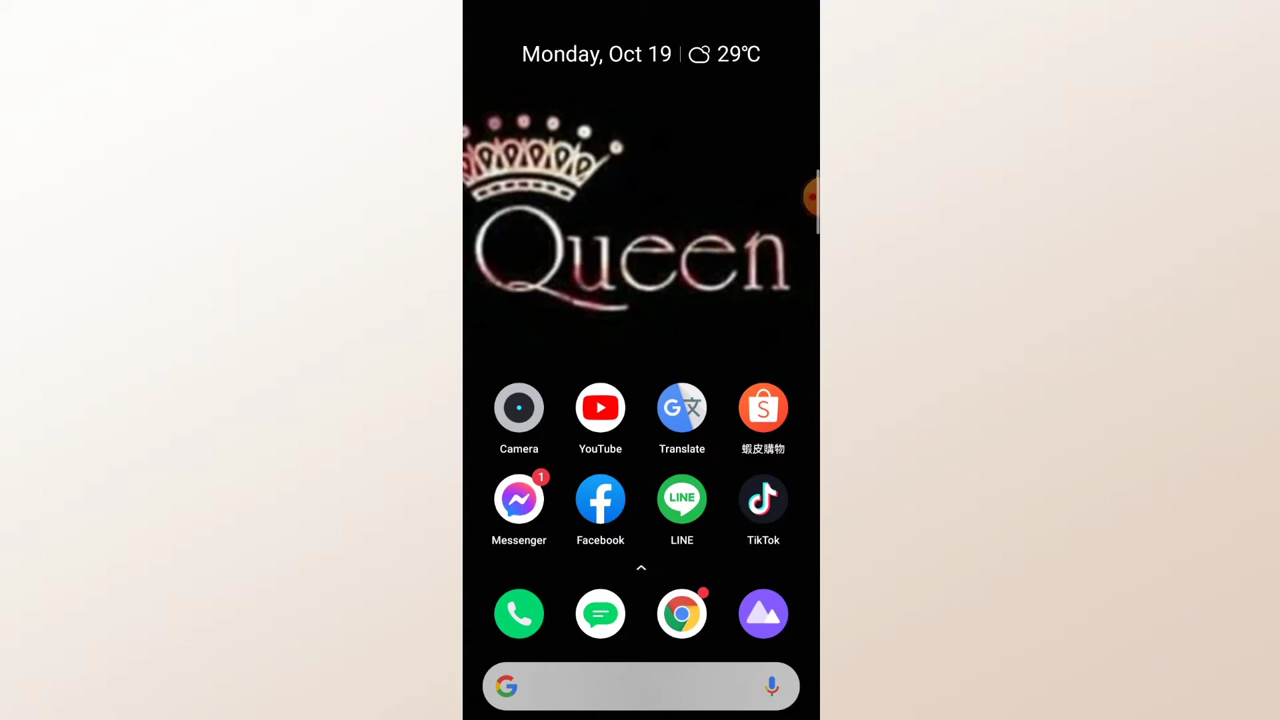 Monday, Oct 19 29℃
Queen
Camera YouTube Translate 蝦皮購物
1
Messenger Facebook LINE TikTok